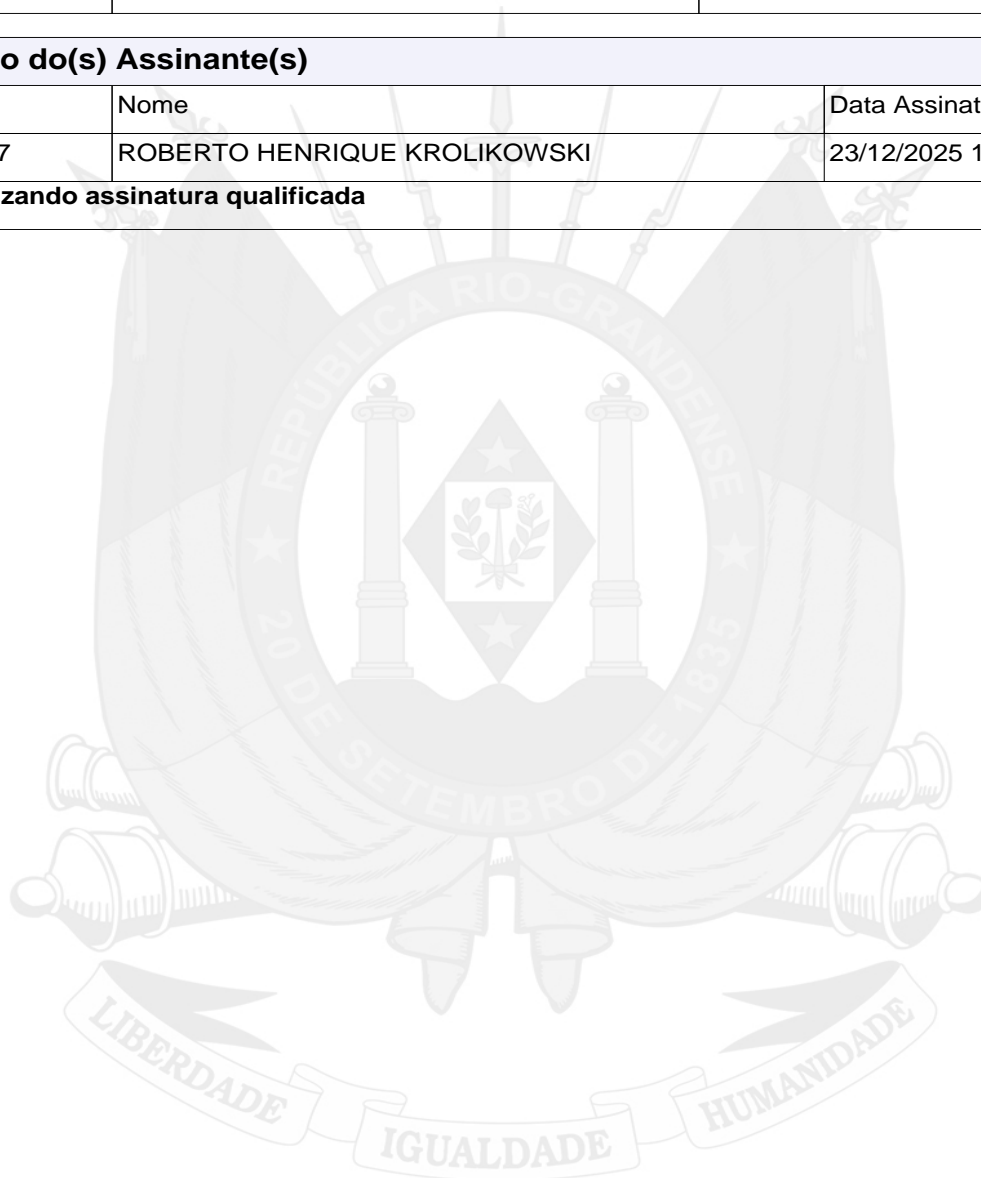 o do(s) Assinante(s)
Nome Data Assinat
7 ROBERTO HENRIQUE KROLIKOWSKI 23/12/2025 1
zando assinatura qualificada
REPÚBLICA RIO-GRANDENSE
20 DE SETEMBRO DE 1835
LIBERDADE IGUALDADE HUMANIDADE